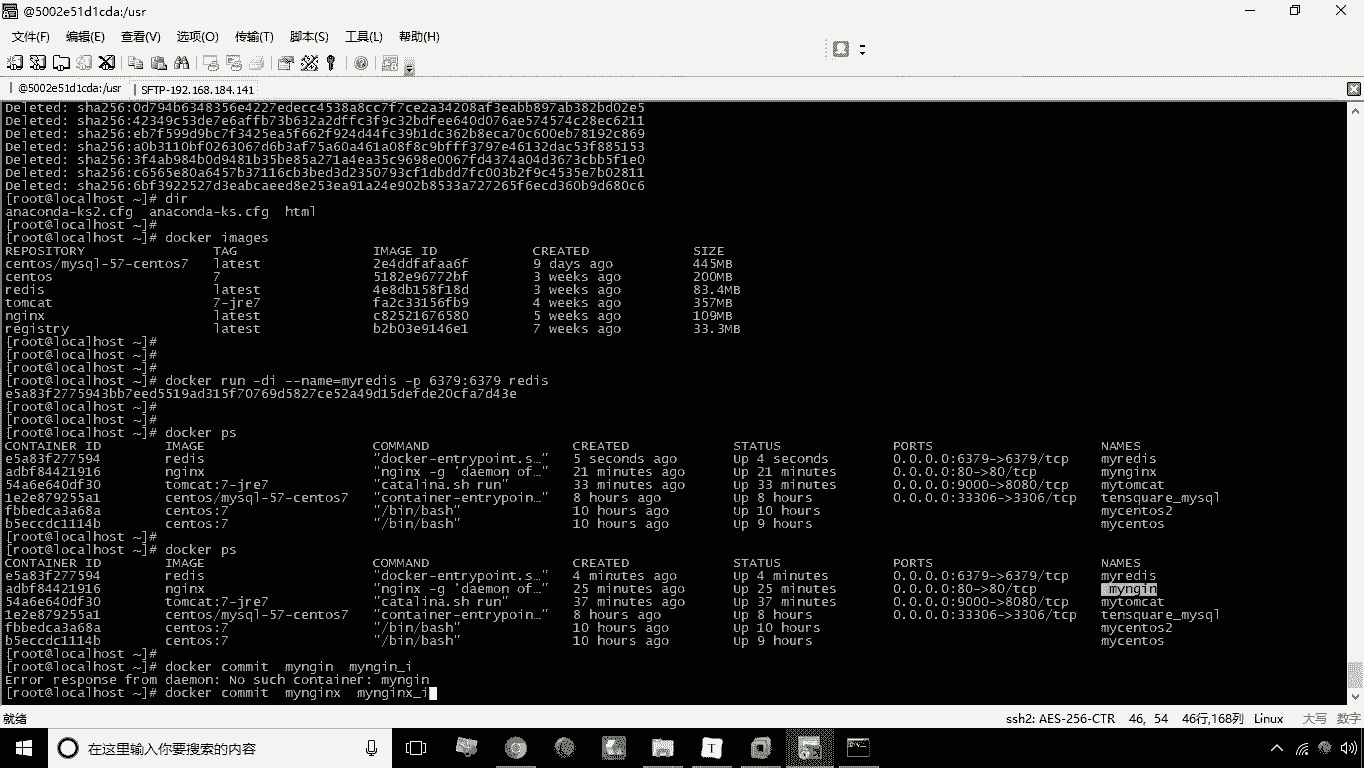 @5002e51d1cda:/usr
文件(F) 编辑(E) 查看(V) 选项(O) 传输(T) 脚本(S) 工具(L) 帮助(H)
@5002e51d1cda:/usr SFTP-192.168.184.141
Deleted: sha256:0d794b6348356e4227edecc4538a8cc7f7ce2a34208af3eabb897ab382bd02e5
Deleted: sha256:42349c53de7e6affb73b632a2dffc3f9c32bdfee640d076ae574574c28ec6211
Deleted: sha256:eb7f599d9bc7f3425ea5f662f924d44fc39b1dc362b8eca70c600eb78192c869
Deleted: sha256:a0b3110bf0263067d6b3af75a60a461a08f8c9bfff3797e46132dac53f885153
Deleted: sha256:3f4ab984b0d9481b35be85a271a4ea35c9698e0067fd4374a04d3673cbb5f1e0
Deleted: sha256:c6565e80a6457b37116cb3bed3d2350793cf1dbdd7fc003b2f9c4535e7b02811
Deleted: sha256:6bf3922527d3eabcaeed8e253ea91a24e902b8533a727265f6ecd360b9d680c6
[root@localhost ~]# dir
anaconda-ks2.cfg anaconda-ks.cfg html
[root@localhost ~]#
[root@localhost ~]# docker images
REPOSITORY TAG IMAGE ID CREATED SIZE
centos/mysql-57-centos7 latest 2e4ddfafaa6f 9 days ago 445MB
centos 7 5182e96772bf 3 weeks ago 200MB
redis latest 4e8db158f18d 3 weeks ago 83.4MB
tomcat 7-jre7 fa2c33156fb9 4 weeks ago 357MB
nginx latest c82521676580 5 weeks ago 109MB
registry latest b2b03e9146e1 7 weeks ago 33.3MB
[root@localhost ~]#
[root@localhost ~]#
[root@localhost ~]#
[root@localhost ~]# docker run -di --name=myredis -p 6379:6379 redis
e5a83f2775943bb7eed5519ad315f70769d5827ce52a49d15defde20cfa7d43e
[root@localhost ~]#
[root@localhost ~]#
[root@localhost ~]# docker ps
CONTAINER ID IMAGE COMMAND CREATED STATUS PORTS NAMES
e5a83f277594 redis "docker-entrypoint.s…" 5 seconds ago Up 4 seconds 0.0.0.0:6379->6379/tcp myredis
adbf84421916 nginx "nginx -g 'daemon of…" 21 minutes ago Up 21 minutes 0.0.0.0:80->80/tcp mynginx
54a6e640df30 tomcat:7-jre7 "catalina.sh run" 33 minutes ago Up 33 minutes 0.0.0.0:9000->8080/tcp mytomcat
1e2e879255a1 centos/mysql-57-centos7 "container-entrypoin…" 8 hours ago Up 8 hours 0.0.0.0:33306->3306/tcp tensquare_mysql
fbbedca3a68a centos:7 "/bin/bash" 10 hours ago Up 10 hours mycentos2
b5eccdc1114b centos:7 "/bin/bash" 10 hours ago Up 9 hours mycentos
[root@localhost ~]#
[root@localhost ~]# docker ps
CONTAINER ID IMAGE COMMAND CREATED STATUS PORTS NAMES
e5a83f277594 redis "docker-entrypoint.s…" 4 minutes ago Up 4 minutes 0.0.0.0:6379->6379/tcp myredis
adbf84421916 nginx "nginx -g 'daemon of…" 25 minutes ago Up 25 minutes 0.0.0.0:80->80/tcp myngin
54a6e640df30 tomcat:7-jre7 "catalina.sh run" 37 minutes ago Up 37 minutes 0.0.0.0:9000->8080/tcp mytomcat
1e2e879255a1 centos/mysql-57-centos7 "container-entrypoin…" 8 hours ago Up 8 hours 0.0.0.0:33306->3306/tcp tensquare_mysql
fbbedca3a68a centos:7 "/bin/bash" 10 hours ago Up 10 hours mycentos2
b5eccdc1114b centos:7 "/bin/bash" 10 hours ago Up 9 hours mycentos
[root@localhost ~]#
[root@localhost ~]# docker commit myngin myngin_i
Error response from daemon: No such container: myngin
[root@localhost ~]# docker commit mynginx mynginx_i
就绪 ssh2: AES-256-CTR 46, 54 46行,168列 Linux 大写 数字
在这里输入你要搜索的内容